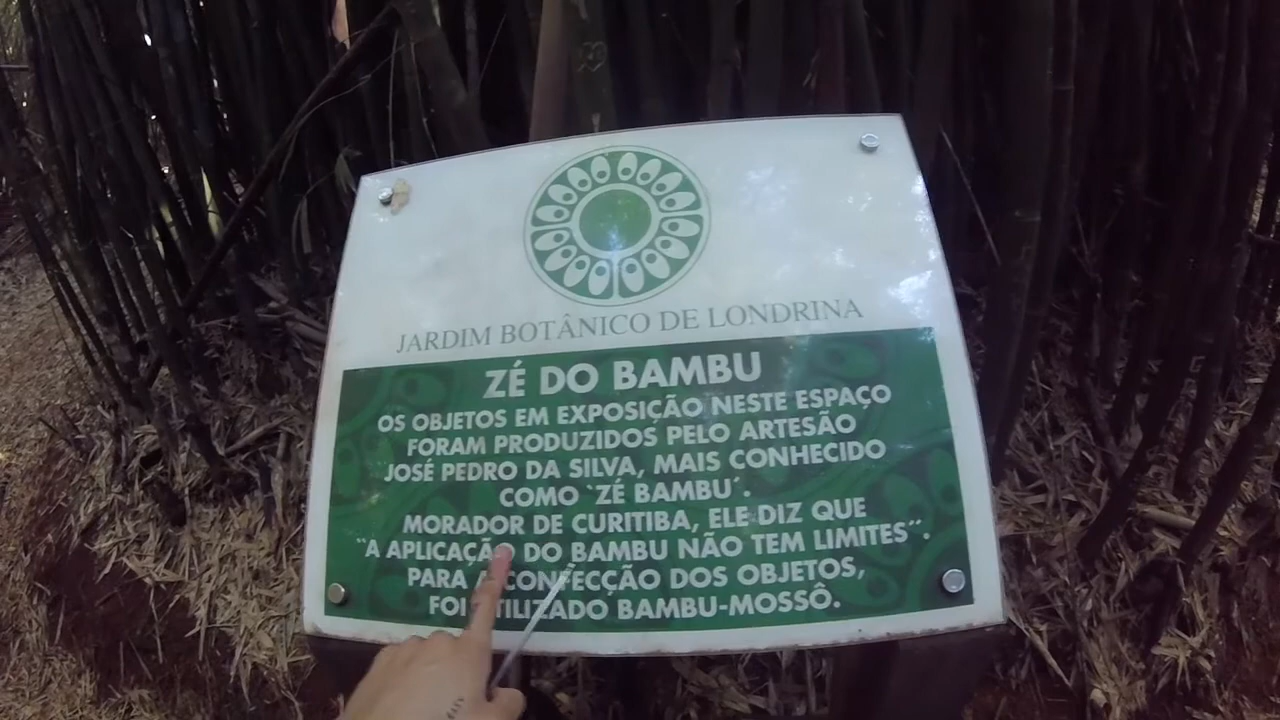 JARDIM BOTÂNICO DE LONDRINA
ZÉ DO BAMBU
OS OBJETOS EM EXPOSIÇÃO NESTE ESPAÇO
FORAM PRODUZIDOS PELO ARTESÃO
JOSÉ PEDRO DA SILVA, MAIS CONHECIDO
COMO `ZÉ BAMBU´.
MORADOR DE CURITIBA, ELE DIZ QUE
“A APLICAÇÃO DO BAMBU NÃO TEM LIMITES”.
PARA A CONFECÇÃO DOS OBJETOS,
FOI UTILIZADO BAMBU-MOSSÔ.